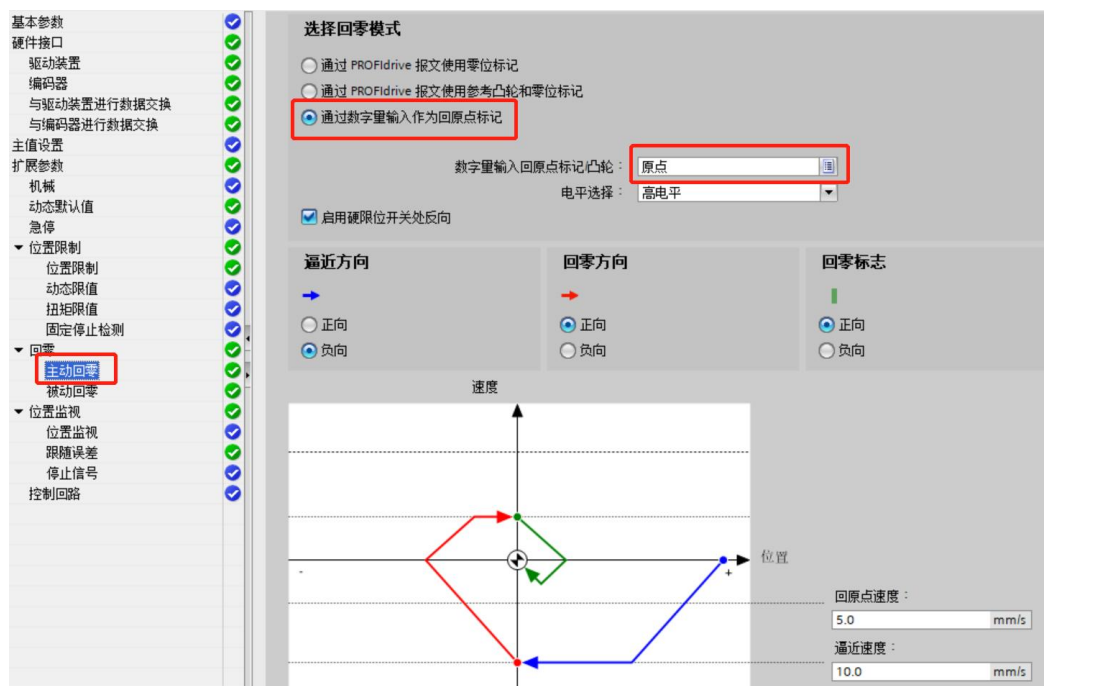 基本参数
硬件接口
驱动装置
编码器
与驱动装置进行数据交换
与编码器进行数据交换
主值设置
扩展参数
机械
动态默认值
急停
位置限制
位置限制
动态限值
扭矩限值
固定停止检测
回零
主动回零
被动回零
位置监视
位置监视
跟随误差
停止信号
控制回路
选择回零模式
通过 PROFIdrive 报文使用零位标记
通过 PROFIdrive 报文使用参考凸轮和零位标记
通过数字量输入作为回原点标记
数字量输入回原点标记/凸轮：
原点
电平选择：
高电平
启用硬限位开关处反向
逼近方向
正向
负向
回零方向
正向
负向
回零标志
正向
负向
速度
位置
-
+
回原点速度：
5.0 mm/s
逼近速度：
10.0 mm/s